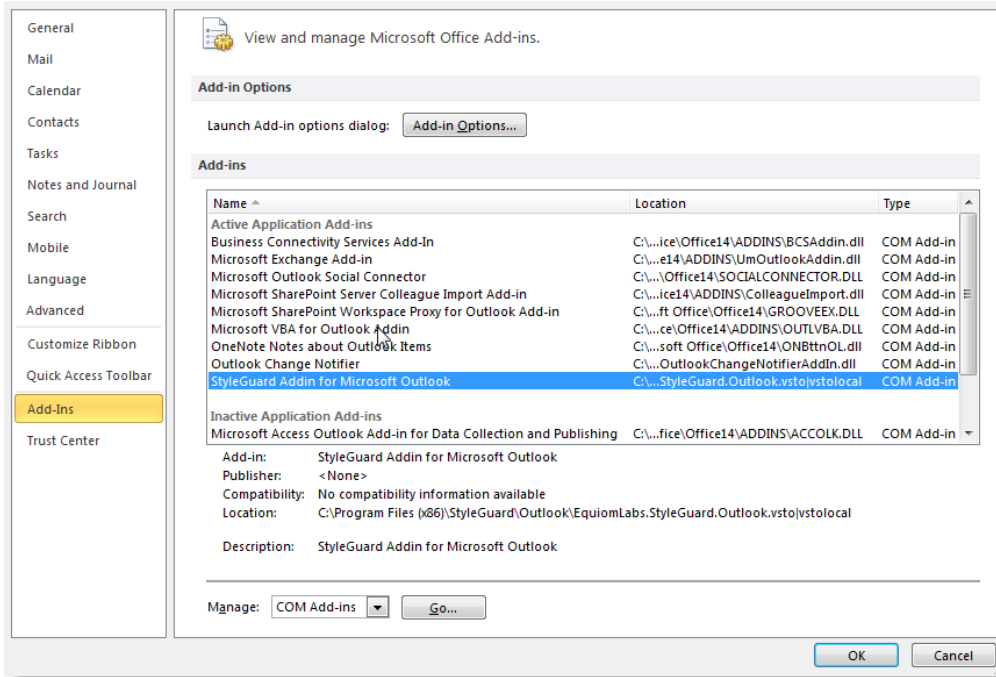 General
Mail
Calendar
Contacts
Tasks
Notes and Journal
Search
Mobile
Language
Advanced
Customize Ribbon
Quick Access Toolbar
Add-Ins
Trust Center
View and manage Microsoft Office Add-ins.
Add-in Options
Launch Add-in options dialog: Add-in Options...
Add-ins
Name Location Type
Active Application Add-ins
Business Connectivity Services Add-In C:\...ice\Office14\ADDINS\BCSAddin.dll COM Add-in
Microsoft Exchange Add-in C:\...e14\ADDINS\UmOutlookAddin.dll COM Add-in
Microsoft Outlook Social Connector C:\...\Office14\SOCIALCONNECTOR.DLL COM Add-in
Microsoft SharePoint Server Colleague Import Add-in C:\...ice14\ADDINS\ColleagueImport.dll COM Add-in
Microsoft SharePoint Workspace Proxy for Outlook Add-in C:\...ft Office\Office14\GROOVEEX.DLL COM Add-in
Microsoft VBA for Outlook Addin C:\...ce\Office14\ADDINS\OUTLVBA.DLL COM Add-in
OneNote Notes about Outlook Items C:\...soft Office\Office14\ONBttnOL.dll COM Add-in
Outlook Change Notifier C:\...OutlookChangeNotifierAddIn.dll COM Add-in
StyleGuard Addin for Microsoft Outlook C:\...StyleGuard.Outlook.vsto|vstolocal COM Add-in
Inactive Application Add-ins
Microsoft Access Outlook Add-in for Data Collection and Publishing C:\...fice\Office14\ADDINS\ACCOLK.DLL COM Add-in
Add-in: StyleGuard Addin for Microsoft Outlook
Publisher: <None>
Compatibility: No compatibility information available
Location: C:\Program Files (x86)\StyleGuard\Outlook\EquiomLabs.StyleGuard.Outlook.vsto|vstolocal
Description: StyleGuard Addin for Microsoft Outlook
Manage: COM Add-ins Go...
OK Cancel